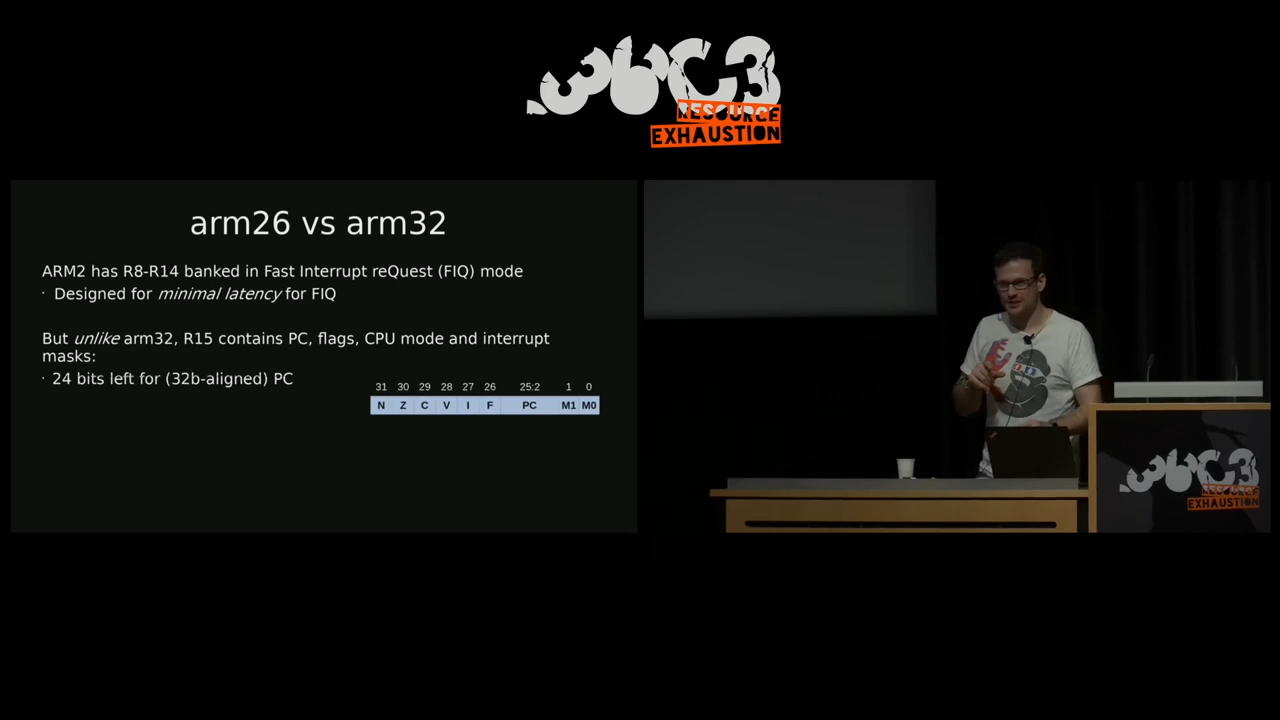 36C3
RESOURCE
EXHAUSTION
arm26 vs arm32
ARM2 has R8-R14 banked in Fast Interrupt reQuest (FIQ) mode
· Designed for minimal latency for FIQ
But unlike arm32, R15 contains PC, flags, CPU mode and interrupt
masks:
· 24 bits left for (32b-aligned) PC
31 30 29 28 27 26 25:2 1 0
N Z C V I F PC M1 M0
36C3
RESOURCE
EXHAUSTION